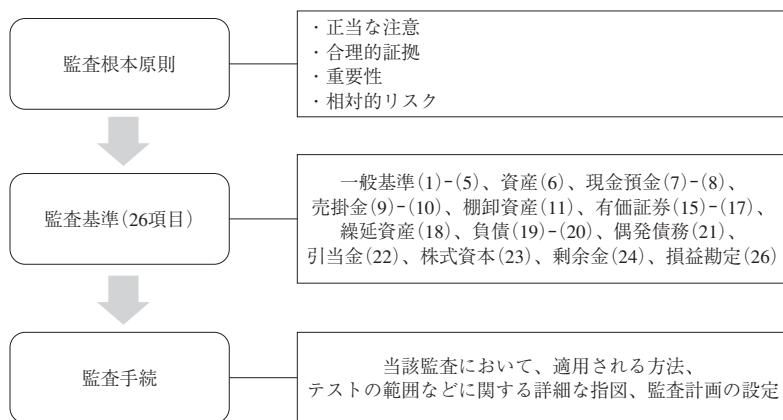 監査根本原則
・正当な注意
・合理的証拠
・重要性
・相対的リスク
監査基準(26項目)
一般基準(1)-(5)、資産(6)、現金預金(7)-(8)、
売掛金(9)-(10)、棚卸資産(11)、有価証券(15)-(17)、
繰延資産(18)、負債(19)-(20)、偶発債務(21)、
引当金(22)、株式資本(23)、剰余金(24)、損益勘定(26)
監査手続
当該監査において、適用される方法、
テストの範囲などに関する詳細な指図、監査計画の設定